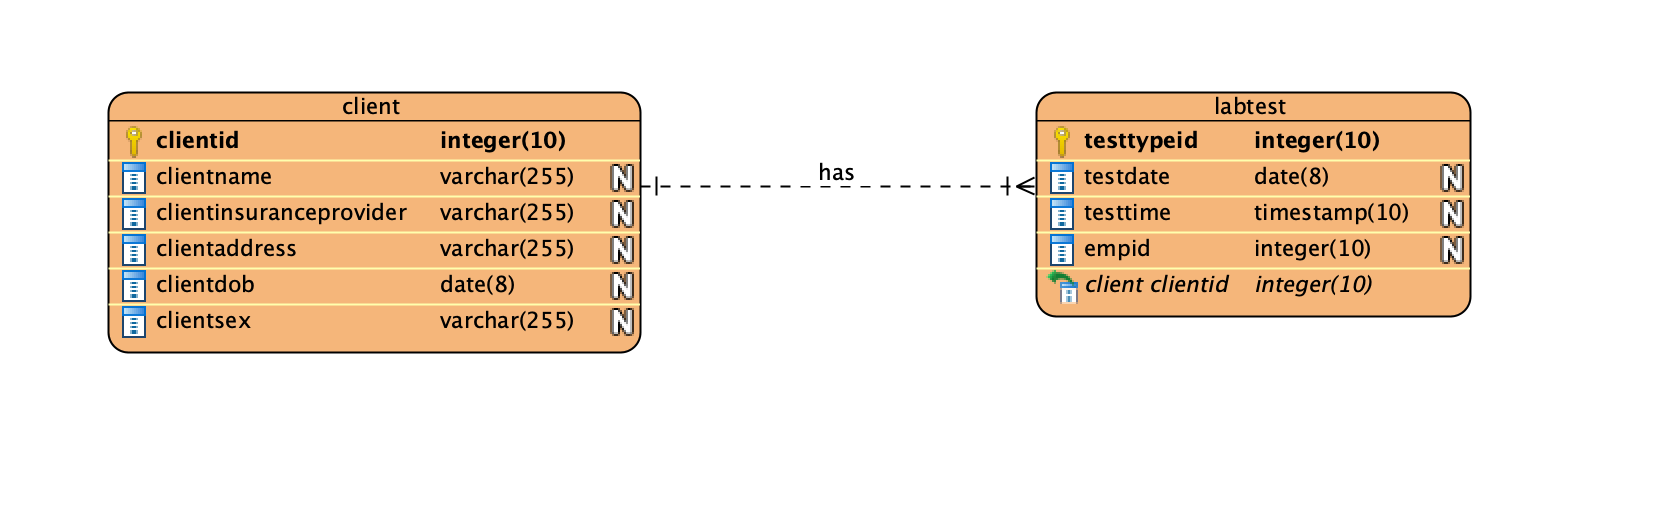 client
clientid integer(10)
clientname varchar(255) N
clientinsuranceprovider varchar(255) N
clientaddress varchar(255) N
clientdob date(8) N
clientsex varchar(255) N
has
labtest
testtypeid integer(10)
testdate date(8) N
testtime timestamp(10) N
empid integer(10) N
client clientid integer(10)